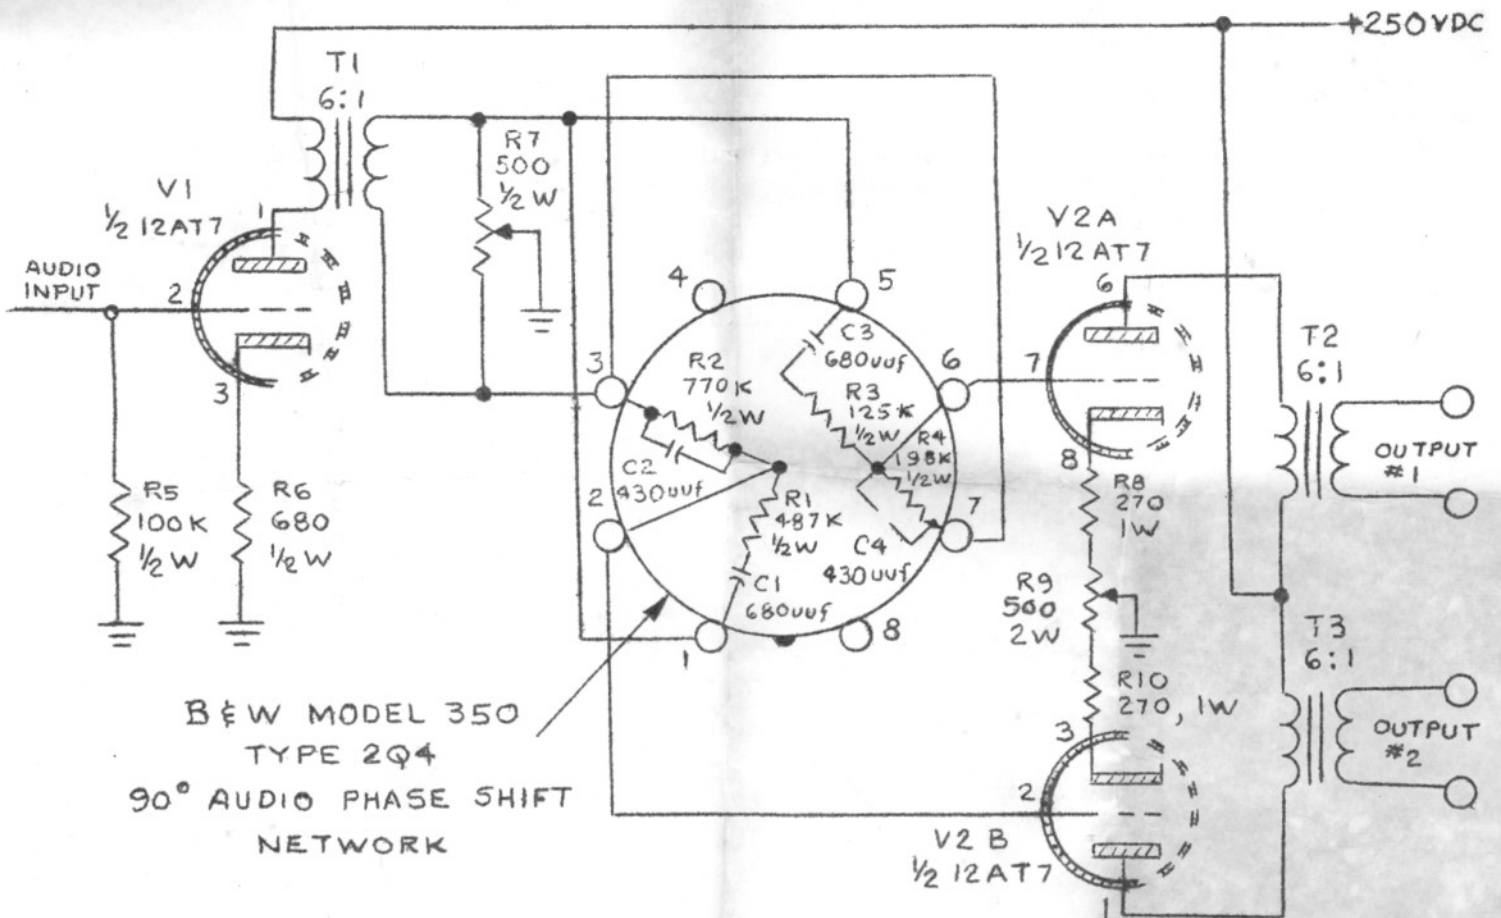 +250VDC
T1
6:1
R7
500
½W
V1
½ 12AT7
1
AUDIO
INPUT
2
3
R5
100K
½W
R6
680
½W
4
5
3
6
2
7
1
8
R2
770K
½W
C2
430uuf
C3
680uuf
R3
125K
½W
R4
198K
½W
R1
487K
½W
C1
680uuf
C4
430uuf
B&W MODEL 350
TYPE 2Q4
90° AUDIO PHASE SHIFT
NETWORK
V2A
½ 12AT7
6
7
8
R8
270
1W
R9
500
2W
R10
270, 1W
3
2
V2 B
½ 12AT7
1
T2
6:1
OUTPUT
#1
T3
6:1
OUTPUT
#2